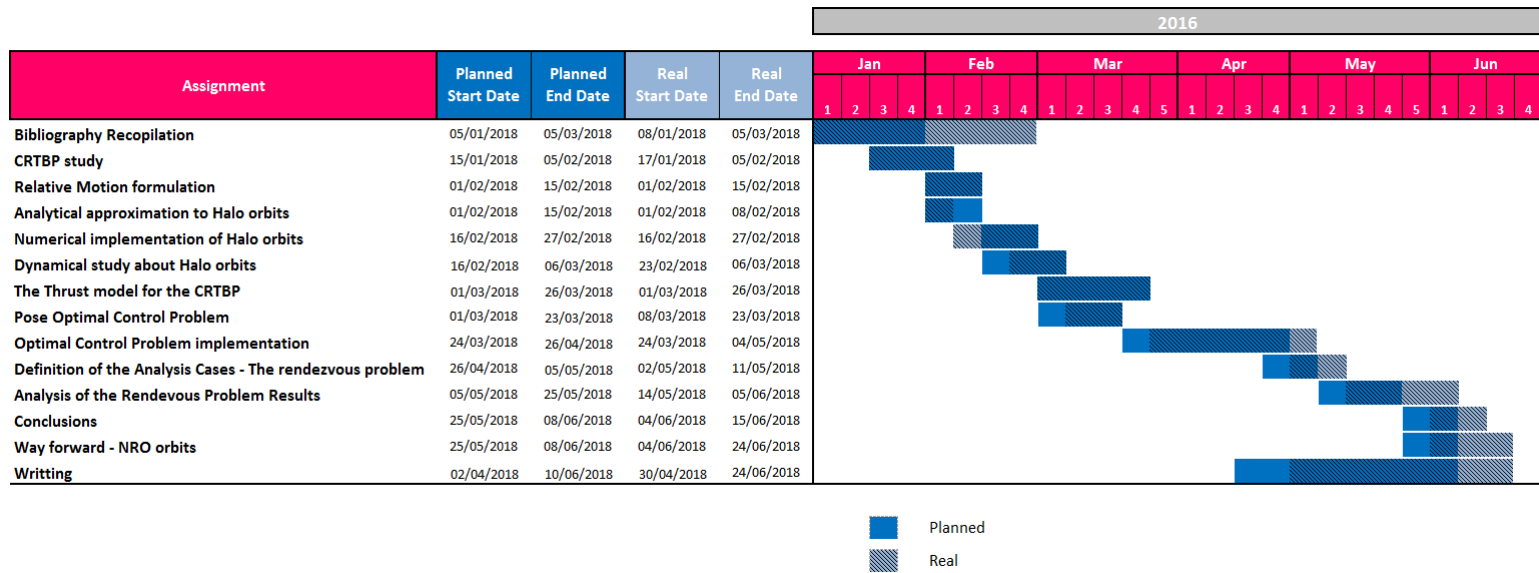 2016
Assignment Planned Start Date Planned End Date Real Start Date Real End Date Jan Feb Mar Apr May Jun
1 2 3 4 1 2 3 4 1 2 3 4 5 1 2 3 4 1 2 3 4 5 1 2 3 4
Bibliography Recopilation 05/01/2018 05/03/2018 08/01/2018 05/03/2018
CRTBP study 15/01/2018 05/02/2018 17/01/2018 05/02/2018
Relative Motion formulation 01/02/2018 15/02/2018 01/02/2018 15/02/2018
Analytical approximation to Halo orbits 01/02/2018 15/02/2018 01/02/2018 08/02/2018
Numerical implementation of Halo orbits 16/02/2018 27/02/2018 16/02/2018 27/02/2018
Dynamical study about Halo orbits 16/02/2018 06/03/2018 23/02/2018 06/03/2018
The Thrust model for the CRTBP 01/03/2018 26/03/2018 01/03/2018 26/03/2018
Pose Optimal Control Problem 01/03/2018 23/03/2018 08/03/2018 23/03/2018
Optimal Control Problem implementation 24/03/2018 26/04/2018 24/03/2018 04/05/2018
Definition of the Analysis Cases - The rendezvous problem 26/04/2018 05/05/2018 02/05/2018 11/05/2018
Analysis of the Rendevous Problem Results 05/05/2018 25/05/2018 14/05/2018 05/06/2018
Conclusions 25/05/2018 08/06/2018 04/06/2018 15/06/2018
Way forward - NRO orbits 25/05/2018 08/06/2018 04/06/2018 24/06/2018
Writting 02/04/2018 10/06/2018 30/04/2018 24/06/2018
Planned
Real